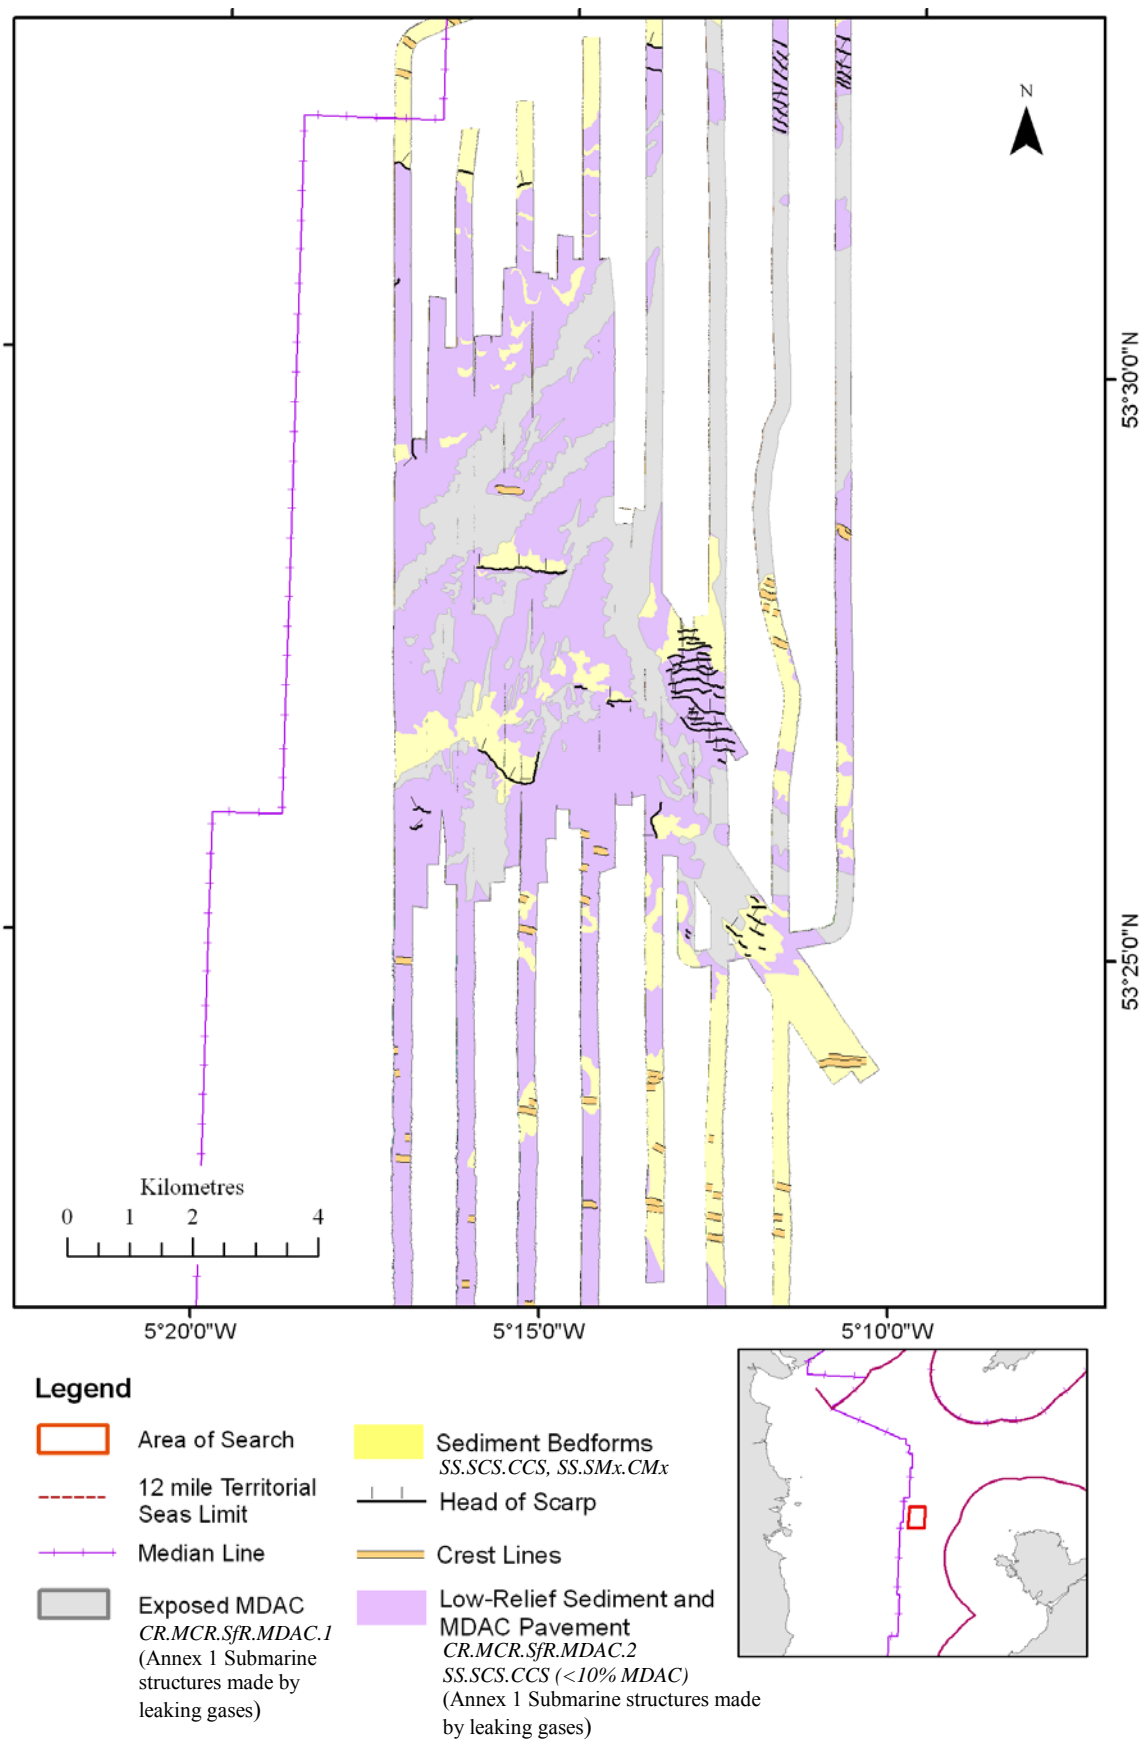 N
53°30'0"N
53°25'0"N
Kilometres
0 1 2 4
5°20'0"W 5°15'0"W 5°10'0"W
Legend
Area of Search
12 mile Territorial
Seas Limit
Median Line
Exposed MDAC
CR.MCR.SfR.MDAC.1
(Annex 1 Submarine
structures made by
leaking gases)
Sediment Bedforms
SS.SCS.CCS, SS.SMx.CMx
Head of Scarp
Crest Lines
Low-Relief Sediment and
MDAC Pavement
CR.MCR.SfR.MDAC.2
SS.SCS.CCS (<10% MDAC)
(Annex 1 Submarine structures made
by leaking gases)